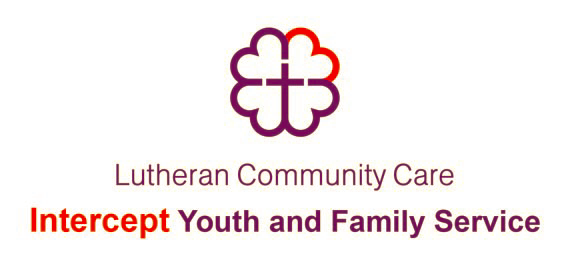 Lutheran Community Care
Intercept Youth and Family Service